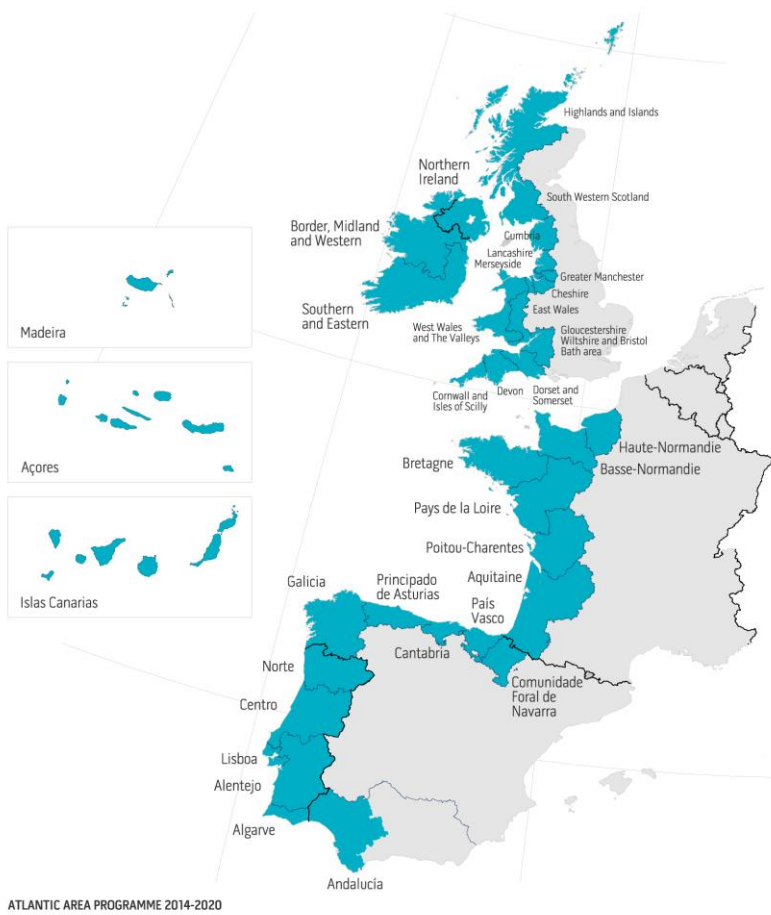 Highlands and Islands
Northern
Ireland
South Western Scotland
Border, Midland
and Western
Cumbria
Lancashire
Merseyside
Greater Manchester
Cheshire
East Wales
Southern
and Eastern
West Wales
and The Valleys
Gloucestershire
Wiltshire and Bristol
Bath area
Madeira
Cornwall and
Isles of Scilly
Devon
Dorset and
Somerset
Haute-Normandie
Basse-Normandie
Bretagne
Açores
Pays de la Loire
Poitou-Charentes
Aquitaine
Galicia
Principado
de Asturias
País
Vasco
Islas Canarias
Cantabria
Norte
Comunidade
Foral de
Navarra
Centro
Lisboa
Alentejo
Algarve
Andalucía
ATLANTIC AREA PROGRAMME 2014-2020